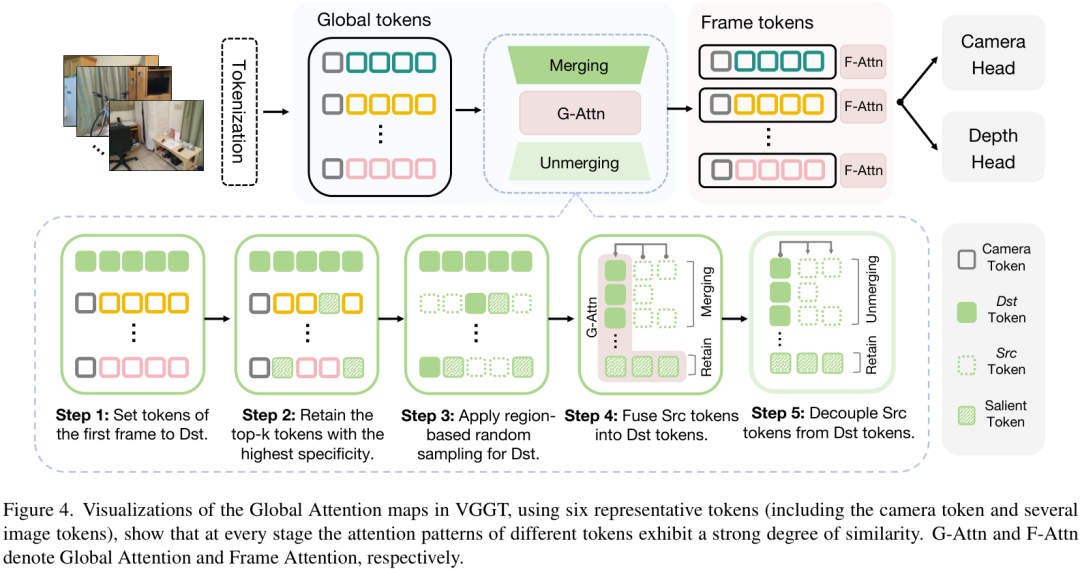 Global tokens
Frame tokens
Tokenization
Merging
G-Attn
Unmerging
F-Attn
F-Attn
F-Attn
Camera
Head
Depth
Head
Step 1: Set tokens of
the first frame to Dst.
Step 2: Retain the
top-k tokens with the
highest specificity.
Step 3: Apply region-
based random
sampling for Dst.
G-Attn
Merging
Retain
Step 4: Fuse Src tokens
into Dst tokens.
Unmerging
Retain
Step 5: Decouple Src
tokens from Dst tokens.
Camera
Token
Dst
Token
Src
Token
Salient
Token
Figure 4. Visualizations of the Global Attention maps in VGGT, using six representative tokens (including the camera token and several
image tokens), show that at every stage the attention patterns of different tokens exhibit a strong degree of similarity. G-Attn and F-Attn
denote Global Attention and Frame Attention, respectively.